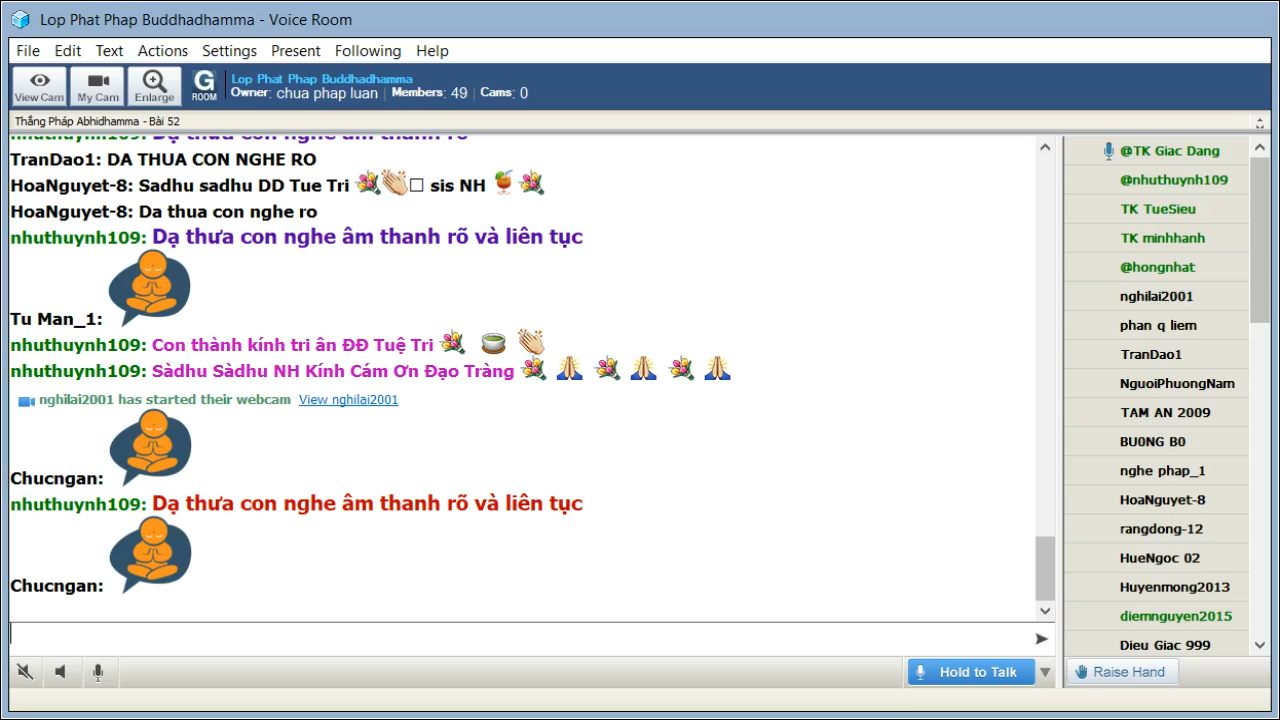 Lop Phat Phap Buddhadhamma - Voice Room
File Edit Text Actions Settings Present Following Help
View Cam My Cam Enlarge G ROOM
Lop Phat Phap Buddhadhamma
Owner: chua phap luan | Members: 49 | Cams: 0
Thắng Pháp Abhidhamma - Bài 52
nhuthuynh109: Dạ thưa con nghe âm thanh rõ
TranDao1: DA THUA CON NGHE RO
HoaNguyet-8: Sadhu sadhu DD Tue Tri 💐👏□ sis NH 🍹💐
HoaNguyet-8: Da thua con nghe ro
nhuthuynh109: Dạ thưa con nghe âm thanh rõ và liên tục
Tu Man_1:
nhuthuynh109: Con thành kính tri ân ĐĐ Tuệ Tri 💐 🍵 👏
nhuthuynh109: Sàdhu Sàdhu NH Kính Cám Ơn Đạo Tràng 💐 🙏 💐 🙏 💐 🙏
nghilai2001 has started their webcam View nghilai2001
Chucngan:
nhuthuynh109: Dạ thưa con nghe âm thanh rõ và liên tục
Chucngan:
@TK Giac Dang
@nhuthuynh109
TK TueSieu
TK minhhanh
@hongnhat
nghilai2001
phan q liem
TranDao1
NguoiPhuongNam
TAM AN 2009
BU0NG B0
nghe phap_1
HoaNguyet-8
rangdong-12
HueNgoc 02
Huyenmong2013
diemnguyen2015
Dieu Giac 999
Hold to Talk
Raise Hand